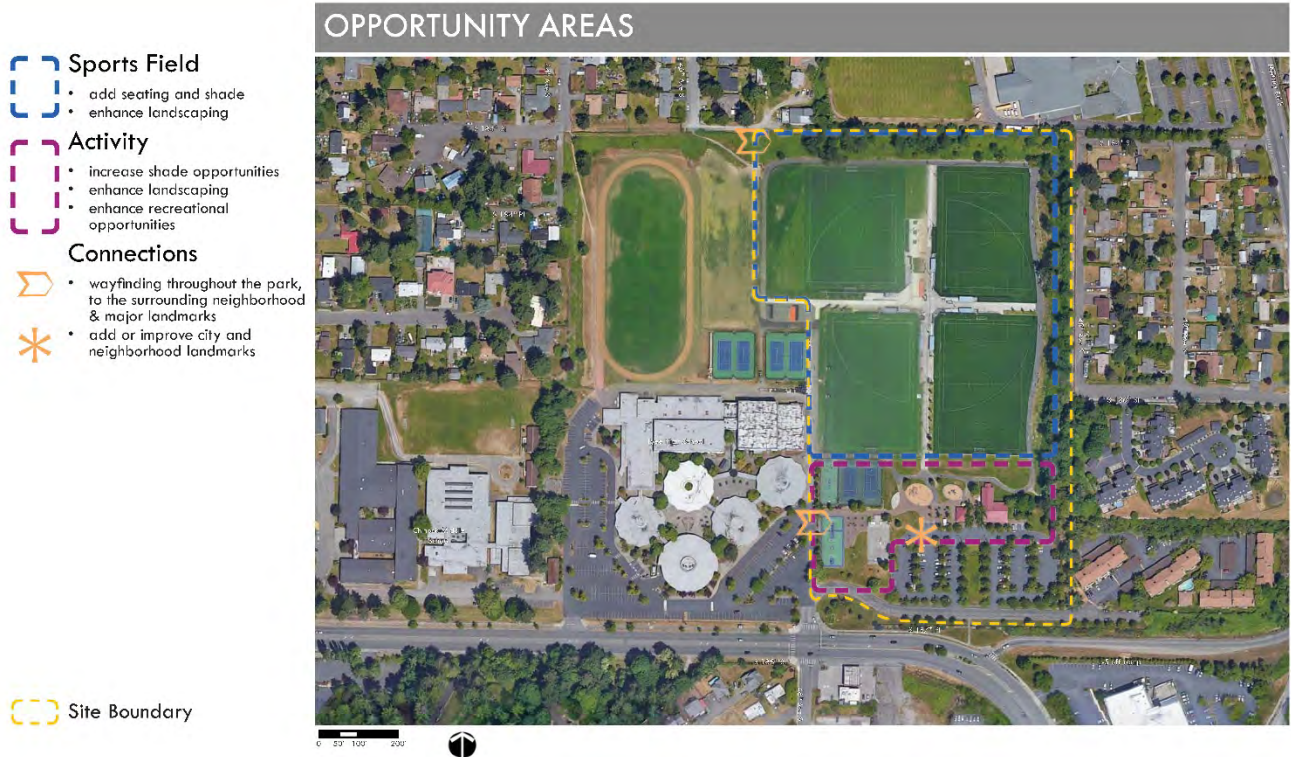 OPPORTUNITY AREAS
Sports Field
• add seating and shade
• enhance landscaping
Activity
• increase shade opportunities
• enhance landscaping
• enhance recreational
opportunities
Connections
• wayfinding throughout the park,
to the surrounding neighborhood
& major landmarks
• add or improve city and
neighborhood landmarks
Site Boundary
0 50' 100' 200'